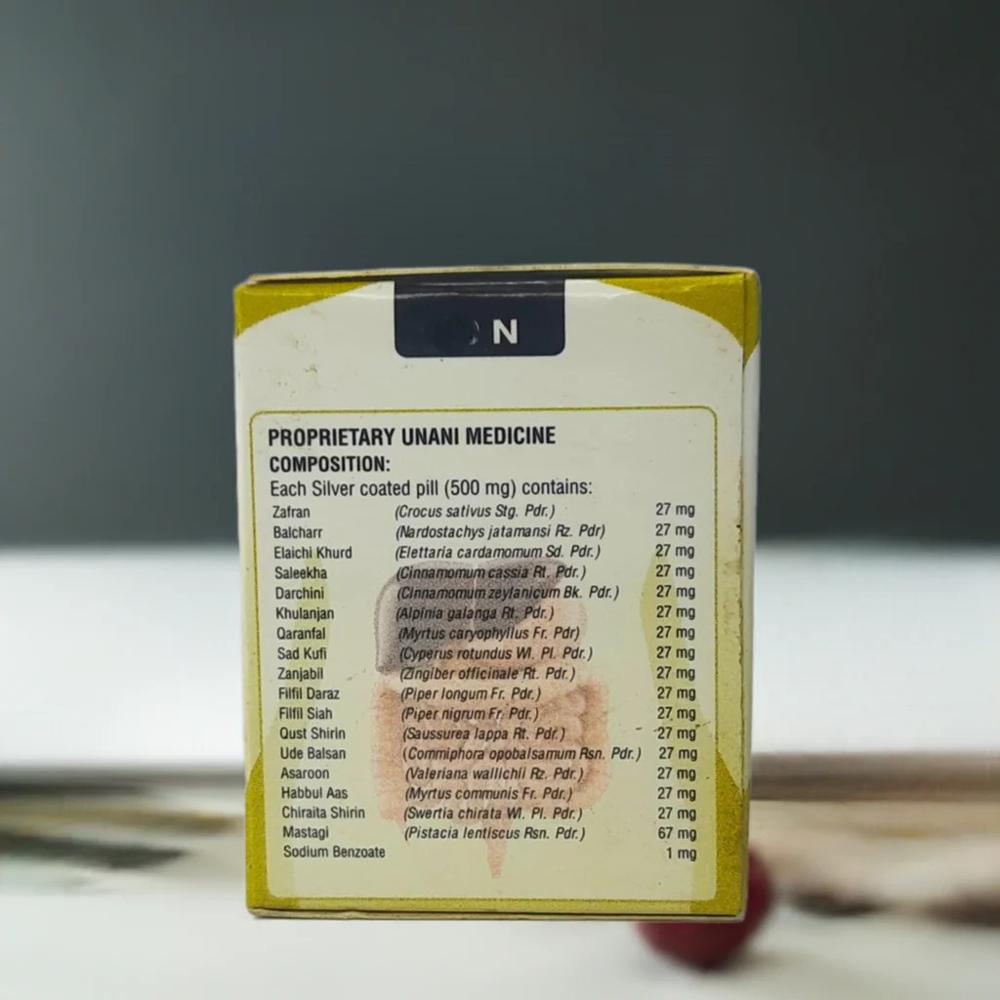 N
PROPRIETARY UNANI MEDICINE
COMPOSITION:
Each Silver coated pill (500 mg) contains:
Zafran (Crocus sativus Stg. Pdr.) 27 mg
Balcharr (Nardostachys jatamansi Rz. Pdr) 27 mg
Elaichi Khurd (Elettaria cardamomum Sd. Pdr.) 27 mg
Saleekha (Cinnamomum cassia Rt. Pdr.) 27 mg
Darchini (Cinnamomum zeylanicum Bk. Pdr.) 27 mg
Khulanjan (Alpinia galanga Rt. Pdr.) 27 mg
Qaranfal (Myrtus caryophyllus Fr. Pdr) 27 mg
Sad Kufi (Cyperus rotundus Wl. Pl. Pdr.) 27 mg
Zanjabil (Zingiber officinale Rt. Pdr.) 27 mg
Filfil Daraz (Piper longum Fr. Pdr.) 27 mg
Filfil Siah (Piper nigrum Fr. Pdr.) 27 mg
Qust Shirin (Saussurea lappa Rt. Pdr.) 27 mg
Ude Balsan (Commiphora opobalsamum Rsn. Pdr.) 27 mg
Asaroon (Valeriana wallichii Rz. Pdr.) 27 mg
Habbul Aas (Myrtus communis Fr. Pdr.) 27 mg
Chiraita Shirin (Swertia chirata Wl. Pl. Pdr.) 27 mg
Mastagi (Pistacia lentiscus Rsn. Pdr.) 67 mg
Sodium Benzoate 1 mg